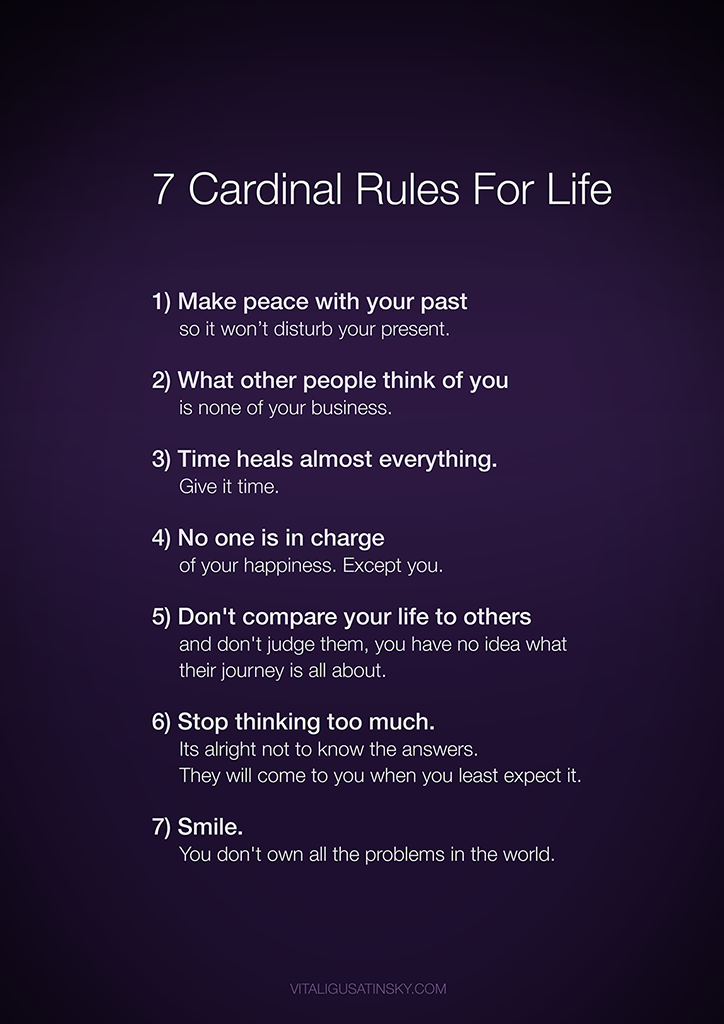 7 Cardinal Rules For Life
1) Make peace with your past
so it won’t disturb your present.
2) What other people think of you
is none of your business.
3) Time heals almost everything.
Give it time.
4) No one is in charge
of your happiness. Except you.
5) Don't compare your life to others
and don't judge them, you have no idea what
their journey is all about.
6) Stop thinking too much.
Its alright not to know the answers.
They will come to you when you least expect it.
7) Smile.
You don't own all the problems in the world.
VITALIGUSATINSKY.COM